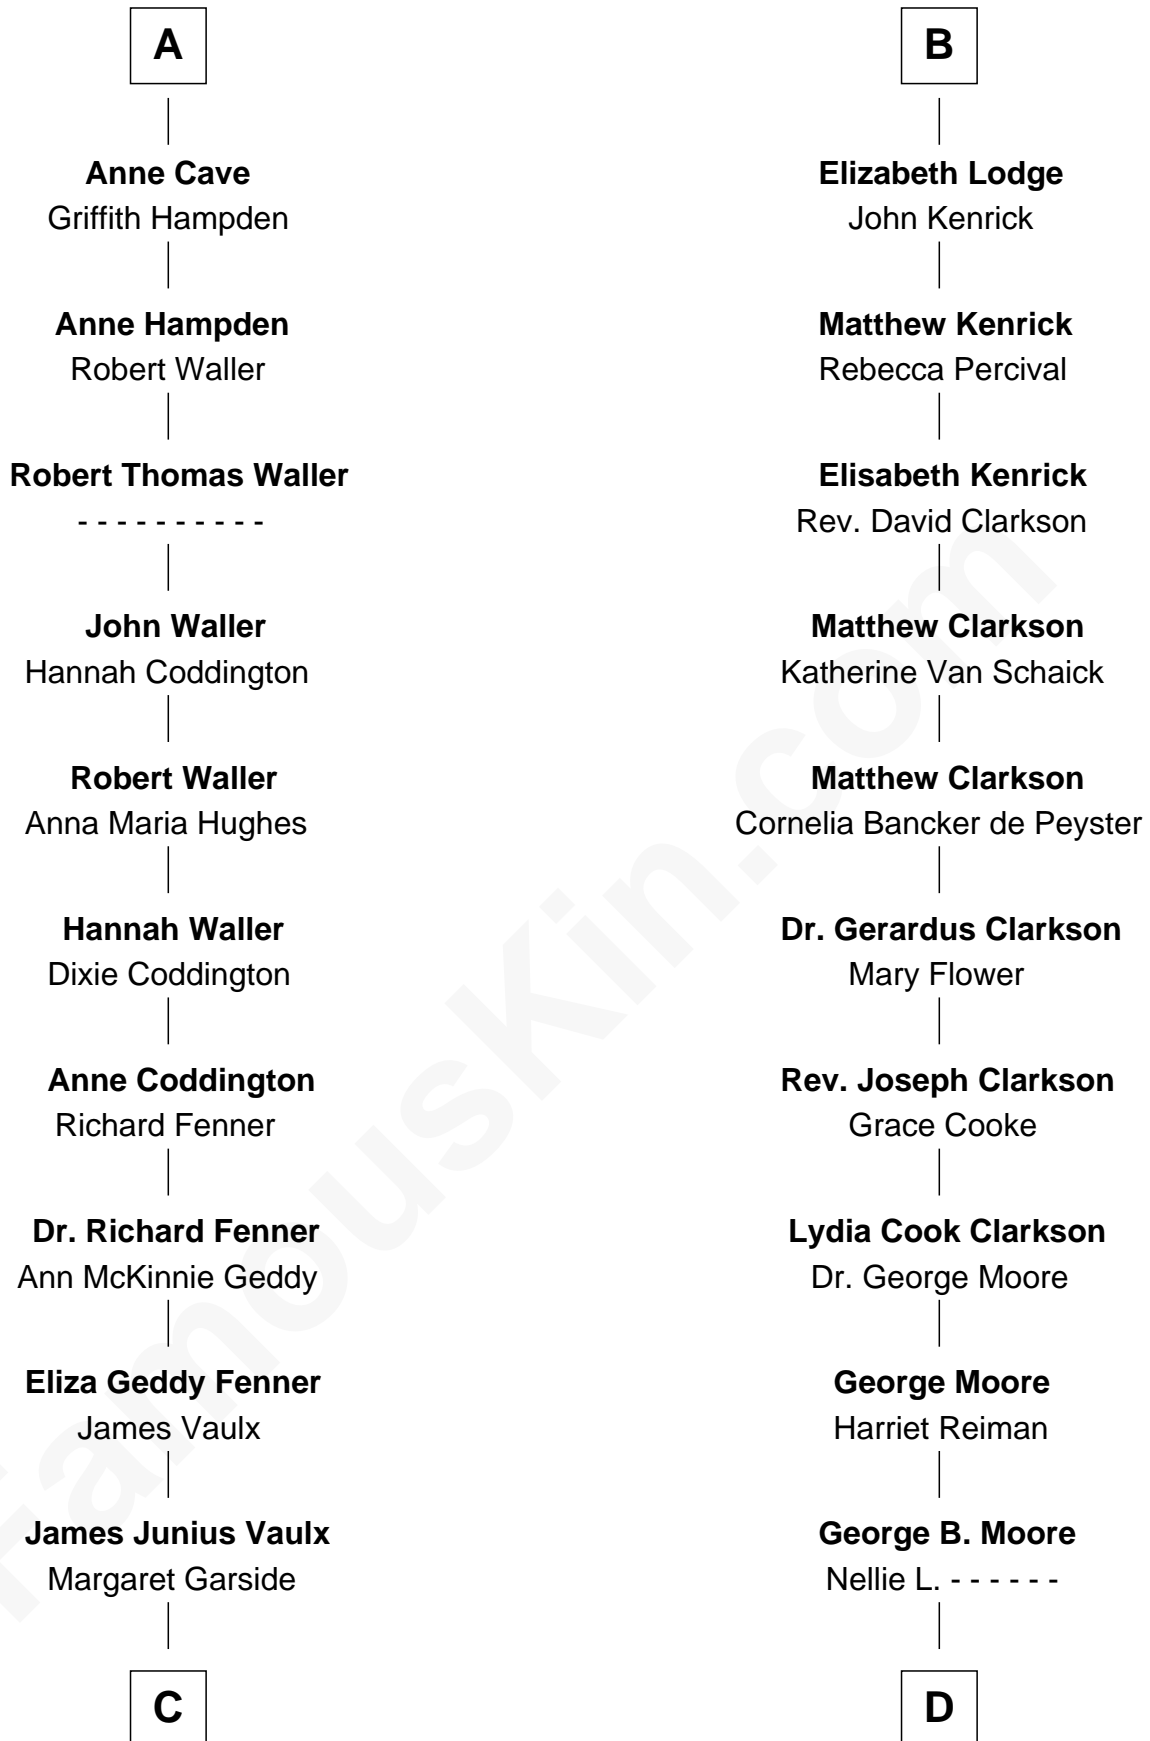 A
Anne Cave
Griffith Hampden
Anne Hampden
Robert Waller
Robert Thomas Waller
- - - - - - - - - -
John Waller
Hannah Coddington
Robert Waller
Anna Maria Hughes
Hannah Waller
Dixie Coddington
Anne Coddington
Richard Fenner
Dr. Richard Fenner
Ann McKinnie Geddy
Eliza Geddy Fenner
James Vaulx
James Junius Vaulx
Margaret Garside
C
B
Elizabeth Lodge
John Kenrick
Matthew Kenrick
Rebecca Percival
Elisabeth Kenrick
Rev. David Clarkson
Matthew Clarkson
Katherine Van Schaick
Matthew Clarkson
Cornelia Bancker de Peyster
Dr. Gerardus Clarkson
Mary Flower
Rev. Joseph Clarkson
Grace Cooke
Lydia Cook Clarkson
Dr. George Moore
George Moore
Harriet Reiman
George B. Moore
Nellie L. - - - - - -
D
FamousKin.com